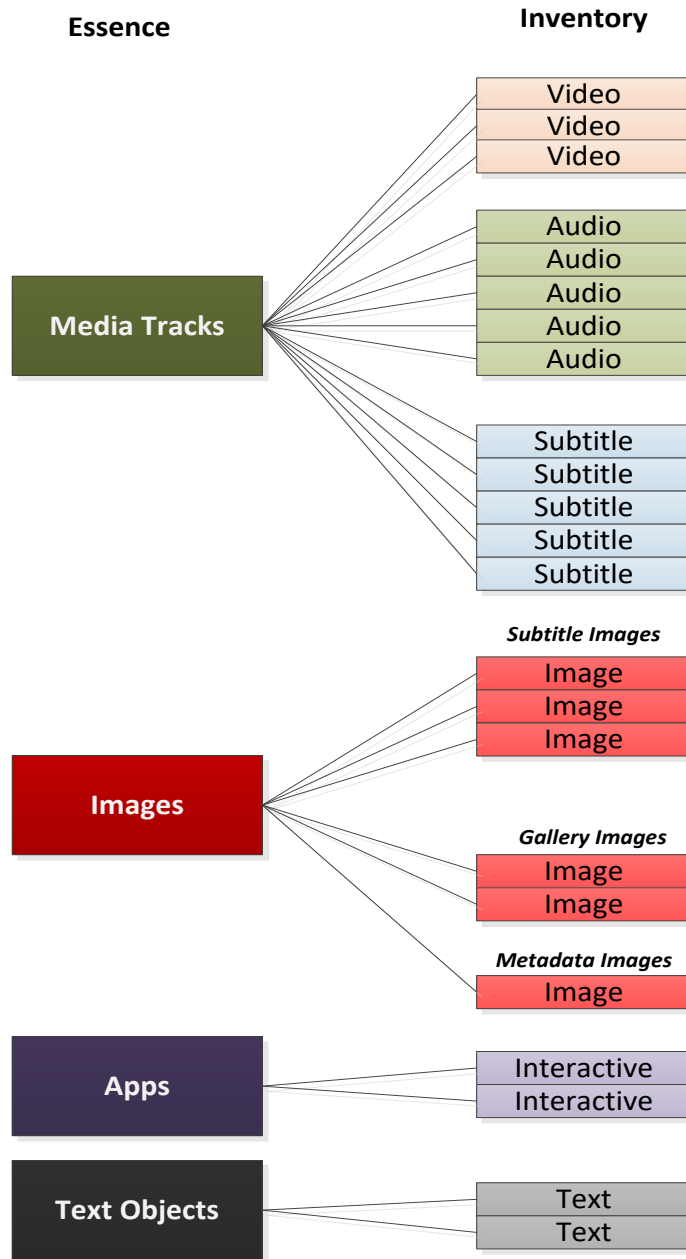 Essence
Inventory
Video
Video
Video
Media Tracks
Audio
Audio
Audio
Audio
Audio
Subtitle
Subtitle
Subtitle
Subtitle
Subtitle
Images
Subtitle Images
Image
Image
Image
Gallery Images
Image
Image
Metadata Images
Image
Apps
Interactive
Interactive
Text Objects
Text
Text